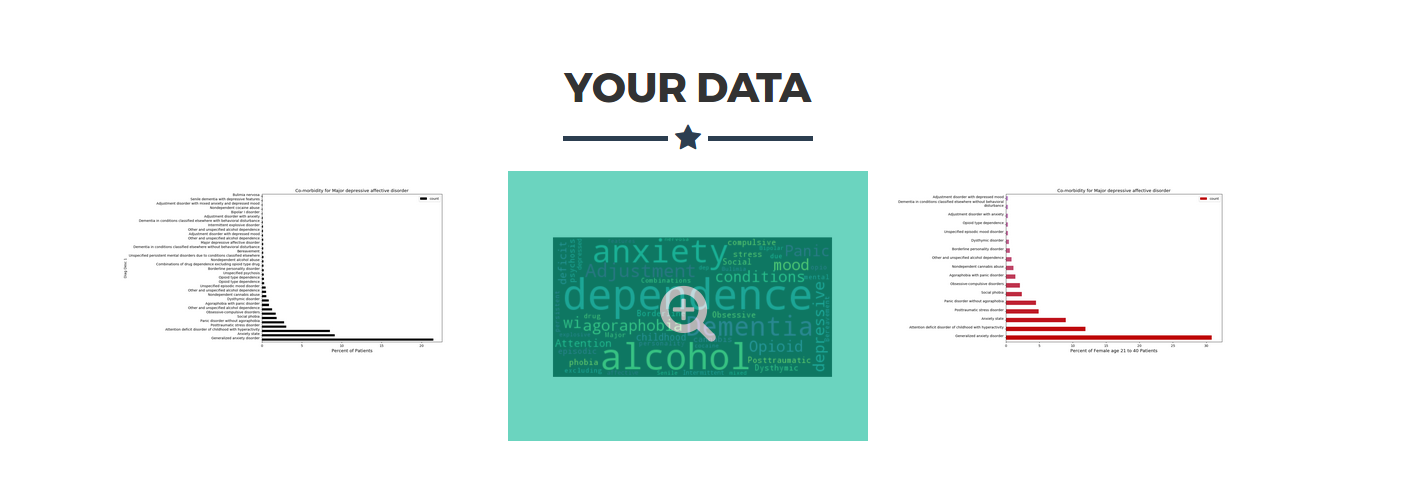 YOUR DATA
Co-morbidity for Major depressive affective disorder
count
Bulimia nervosa
Senile dementia with depressive features
Adjustment disorder with mixed anxiety and depressed mood
Nondependent cocaine abuse
Bipolar I disorder
Adjustment disorder with anxiety
Dementia in conditions classified elsewhere with behavioral disturbance
Intermittent explosive disorder
Other and unspecified alcohol dependence
Adjustment disorder with depressed mood
Other and unspecified alcohol dependence
Major depressive affective disorder
Dementia in conditions classified elsewhere without behavioral disturbance
Bereavement
Unspecified persistent mental disorders due to conditions classified elsewhere
Nondependent alcohol abuse
Combinations of drug dependence excluding opioid type drug
Borderline personality disorder
Unspecified psychosis
Opioid type dependence
Opioid type dependence
Unspecified episodic mood disorder
Other and unspecified alcohol dependence
Nondependent cannabis abuse
Dysthymic disorder
Agoraphobia with panic disorder
Other and unspecified alcohol dependence
Obsessive-compulsive disorders
Social phobia
Panic disorder without agoraphobia
Posttraumatic stress disorder
Attention deficit disorder of childhood with hyperactivity
Anxiety state
Generalized anxiety disorder
0 5 10 15 20
Percent of Patients
deficit
psychosis
anxiety
compulsive
stress due
Social
Panic
mood
Adjustment
conditions
Combinations
dependence
depressive
drug
Obsessive
agoraphobia
ementia
Major
childhood
Attention
Opioid
phobia
alcohol
Posttraumatic
Dysthymic
excluding
Co-morbidity for Major depressive affective disorder
count
Adjustment disorder with depressed mood
Dementia in conditions classified elsewhere without behavioral
disturbance
Adjustment disorder with anxiety
Opioid type dependence
Unspecified episodic mood disorder
Dysthymic disorder
Borderline personality disorder
Other and unspecified alcohol dependence
Nondependent cannabis abuse
Agoraphobia with panic disorder
Obsessive-compulsive disorders
Social phobia
Panic disorder without agoraphobia
Posttraumatic stress disorder
Anxiety state
Attention deficit disorder of childhood with hyperactivity
Generalized anxiety disorder
0 5 10 15 20 25 30
Percent of Female age 21 to 40 Patients